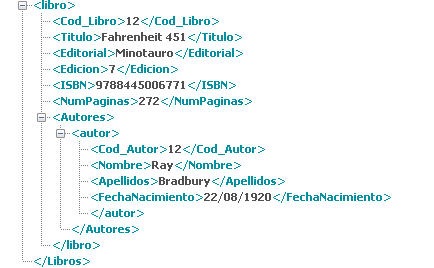 <libro>
<Cod_Libro>12</Cod_Libro>
<Titulo>Fahrenheit 451</Titulo>
<Editorial>Minotauro</Editorial>
<Edicion>7</Edicion>
<ISBN>9788445006771</ISBN>
<NumPaginas>272</NumPaginas>
<Autores>
<autor>
<Cod_Autor>12</Cod_Autor>
<Nombre>Ray</Nombre>
<Apellidos>Bradbury</Apellidos>
<FechaNacimiento>22/08/1920</FechaNacimiento>
</autor>
</Autores>
</libro>
</Libros>